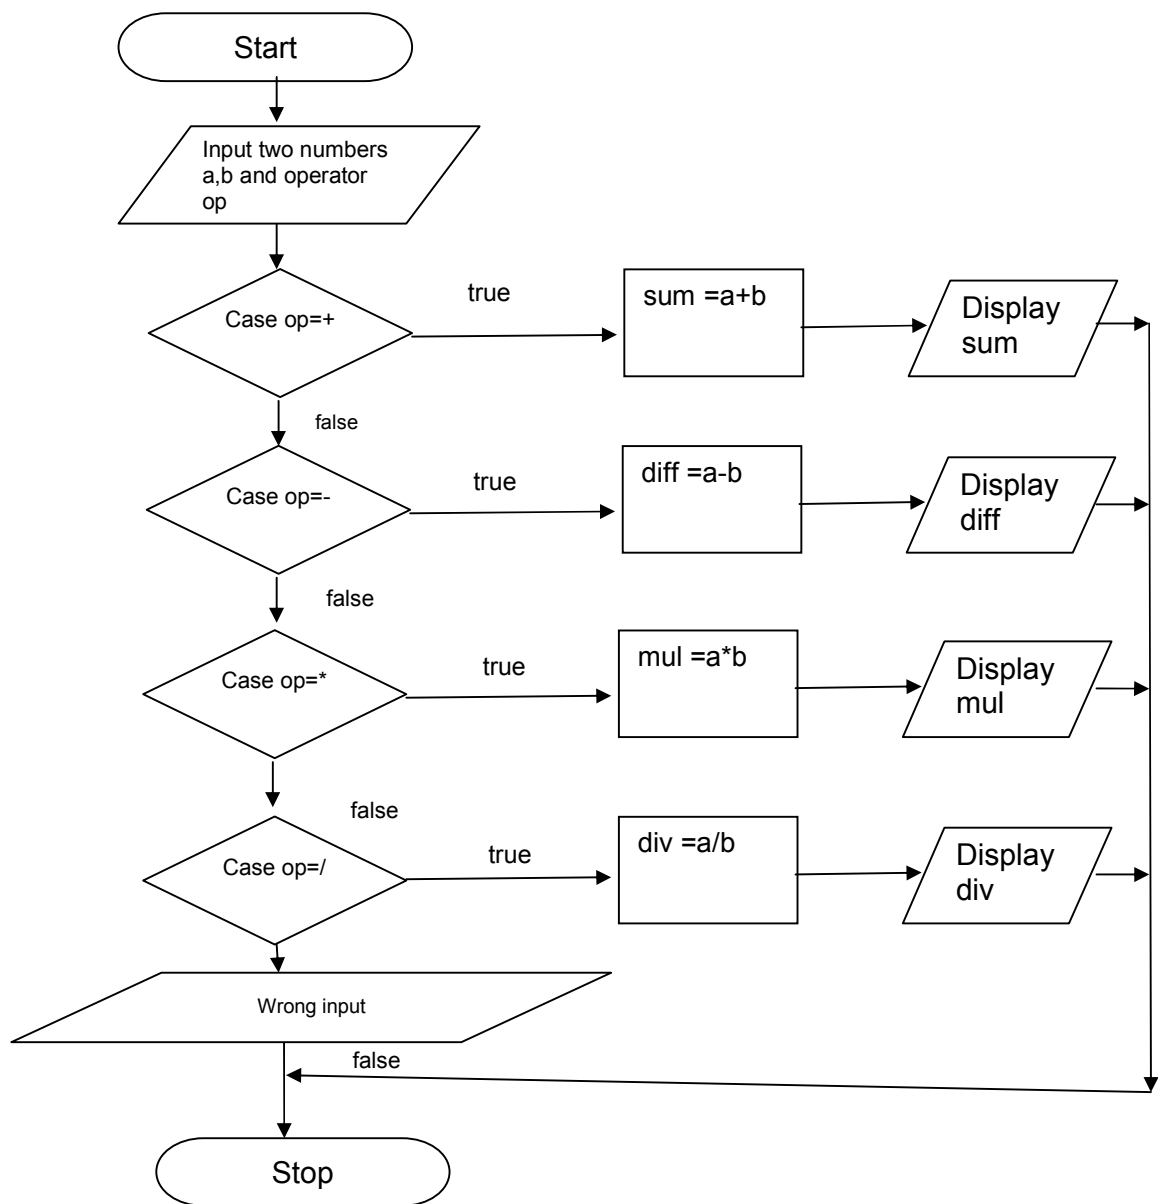 Start
Input two numbers
a,b and operator
op
Case op=+
true
sum =a+b
Display
sum
false
Case op=-
true
diff =a-b
Display
diff
false
Case op=*
true
mul =a*b
Display
mul
false
Case op=/
true
div =a/b
Display
div
Wrong input
false
Stop